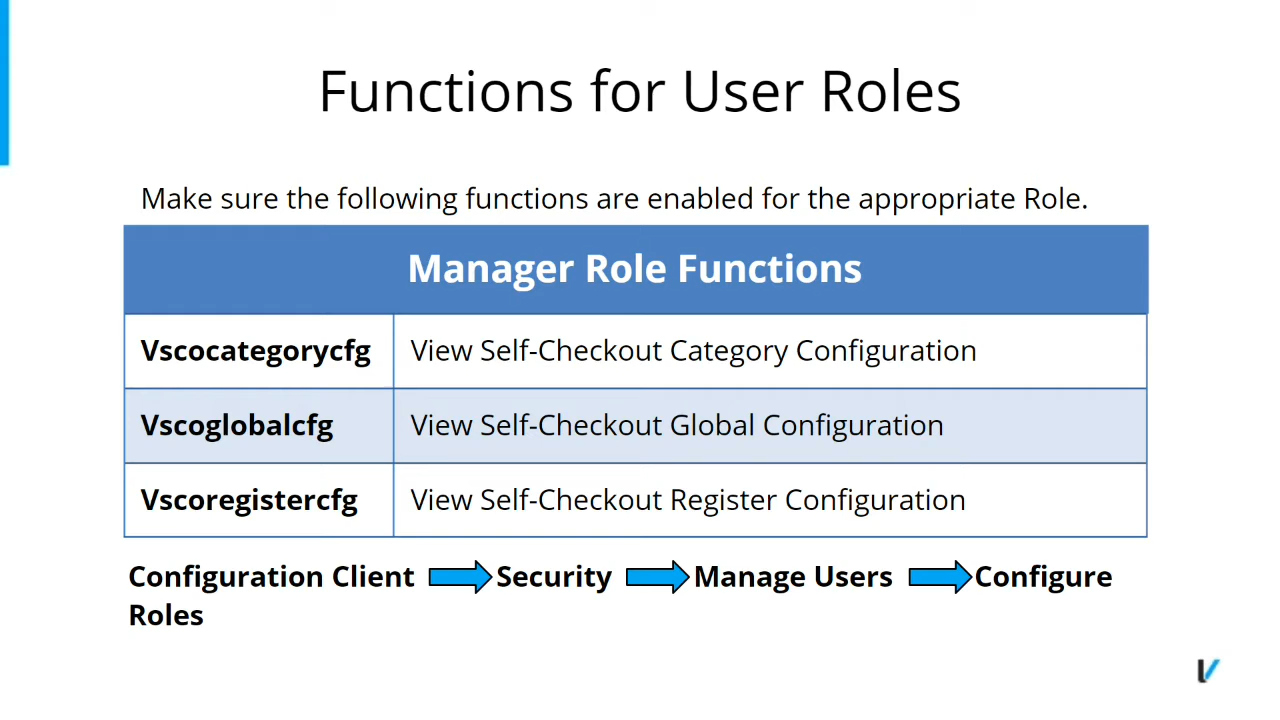 Functions for User Roles
Make sure the following functions are enabled for the appropriate Role.
Manager Role Functions
Vscocategorycfg View Self-Checkout Category Configuration
Vscoglobalcfg View Self-Checkout Global Configuration
Vscoregistercfg View Self-Checkout Register Configuration
Configuration Client Security Manage Users Configure
Roles